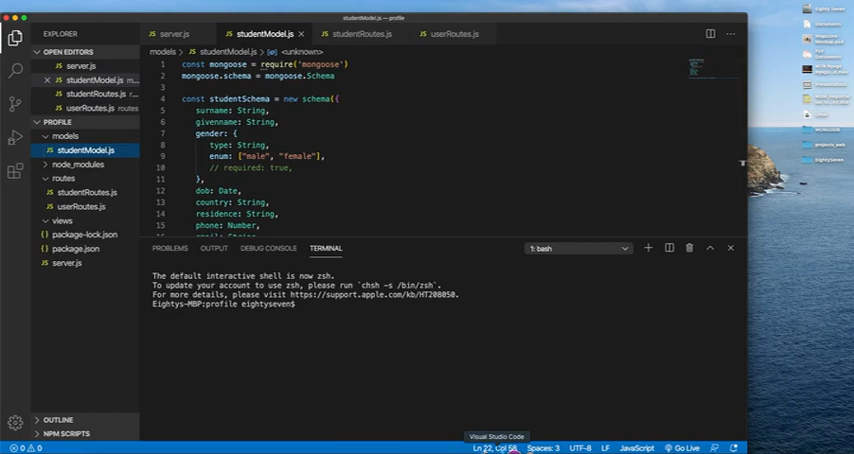 studentModel.js — profile
EXPLORER
OPEN EDITORS
JS server.js
JS studentModel.js m...
JS studentRoutes.js ...
JS userRoutes.js routes
PROFILE
models
JS studentModel.js
node_modules
routes
JS studentRoutes.js
JS userRoutes.js
views
{} package-lock.json
{} package.json
JS server.js
OUTLINE
NPM SCRIPTS
JS server.js
JS studentModel.js
JS studentRoutes.js
JS userRoutes.js
models > JS studentModel.js > <unknown>
1 const mongoose = require('mongoose')
2 mongoose.schema = mongoose.Schema
3
4 const studentSchema = new schema({
5 surname: String,
6 givenname: String,
7 gender: {
8 type: String,
9 enum: ["male", "female"],
10 // required: true,
11 },
12 dob: Date,
13 country: String,
14 residence: String,
15 phone: Number,
PROBLEMS OUTPUT DEBUG CONSOLE TERMINAL
1: bash
The default interactive shell is now zsh.
To update your account to use zsh, please run `chsh -s /bin/zsh`.
For more details, please visit https://support.apple.com/kb/HT208050.
Eightys-MBP:profile eightyseven$
Visual Studio Code
0 0
Ln 22, Col 58 Spaces: 3 UTF-8 LF JavaScript Go Live
Eighty Seven
Documents
projects_web
EightySeven